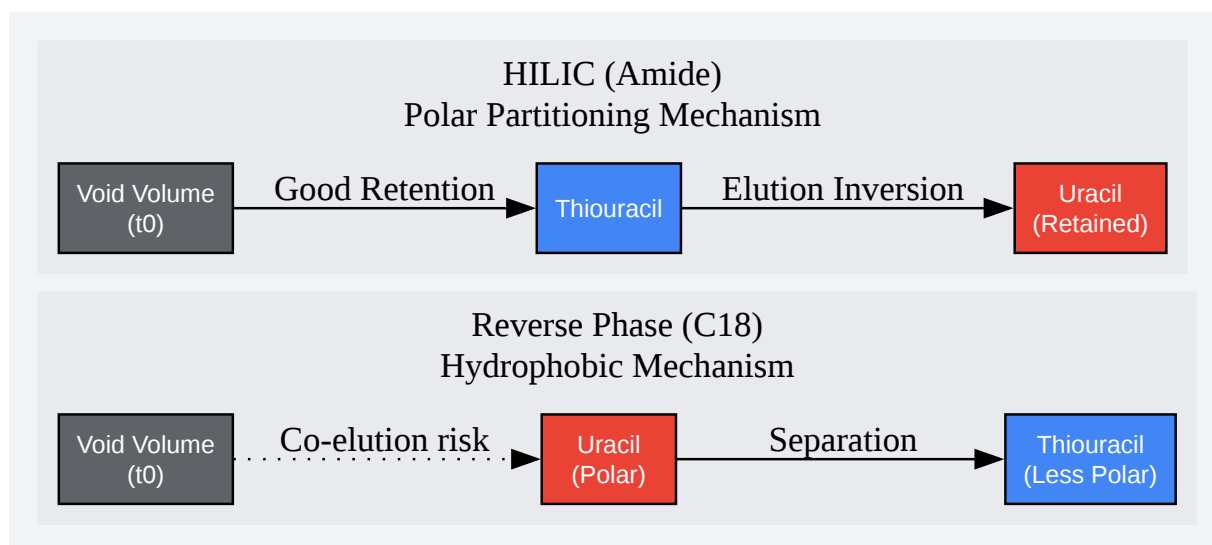 HILIC (Amide)
Polar Partitioning Mechanism
Void Volume
(t0)
Good Retention
Thiouracil
Elution Inversion
Uracil
(Retained)
Reverse Phase (C18)
Hydrophobic Mechanism
Void Volume
(t0)
Co-elution risk
Uracil
(Polar)
Separation
Thiouracil
(Less Polar)